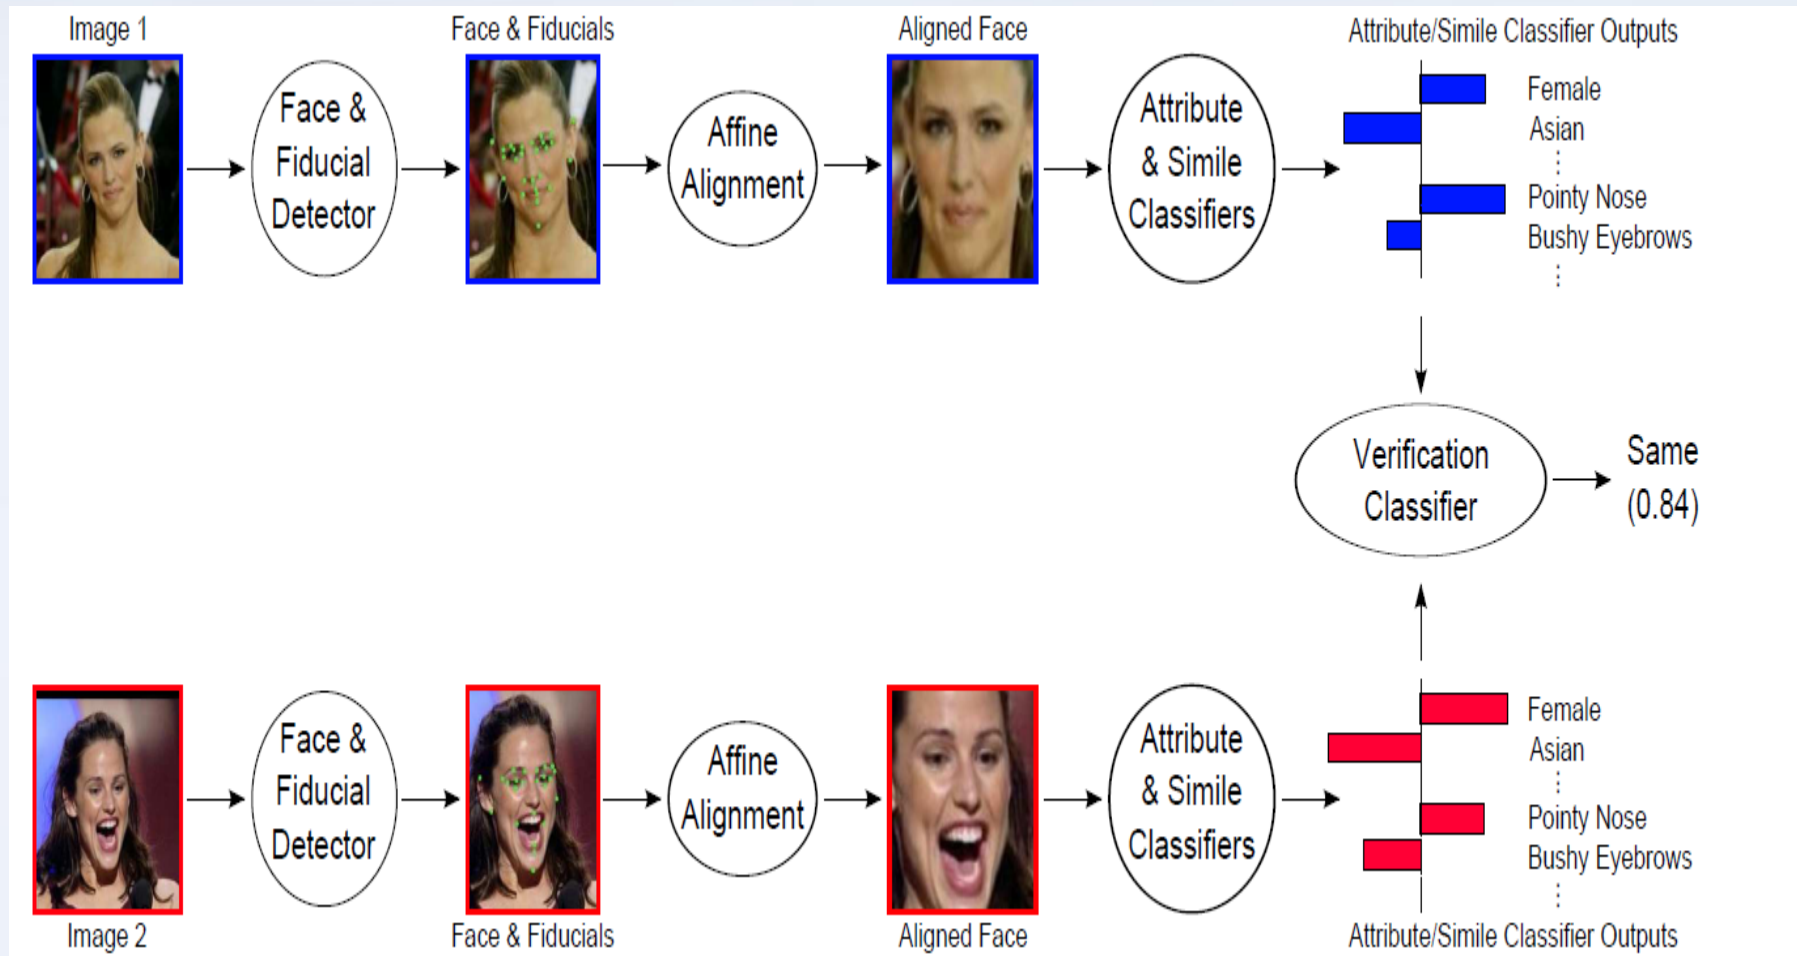 Image 1
Face & Fiducials
Aligned Face
Attribute/Simile Classifier Outputs
Face &
Fiducial
Detector
Affine
Alignment
Attribute
& Simile
Classifiers
Female
Asian
Pointy Nose
Bushy Eyebrows
Verification
Classifier
Same
(0.84)
Face &
Fiducial
Detector
Affine
Alignment
Attribute
& Simile
Classifiers
Female
Asian
Pointy Nose
Bushy Eyebrows
Image 2
Face & Fiducials
Aligned Face
Attribute/Simile Classifier Outputs